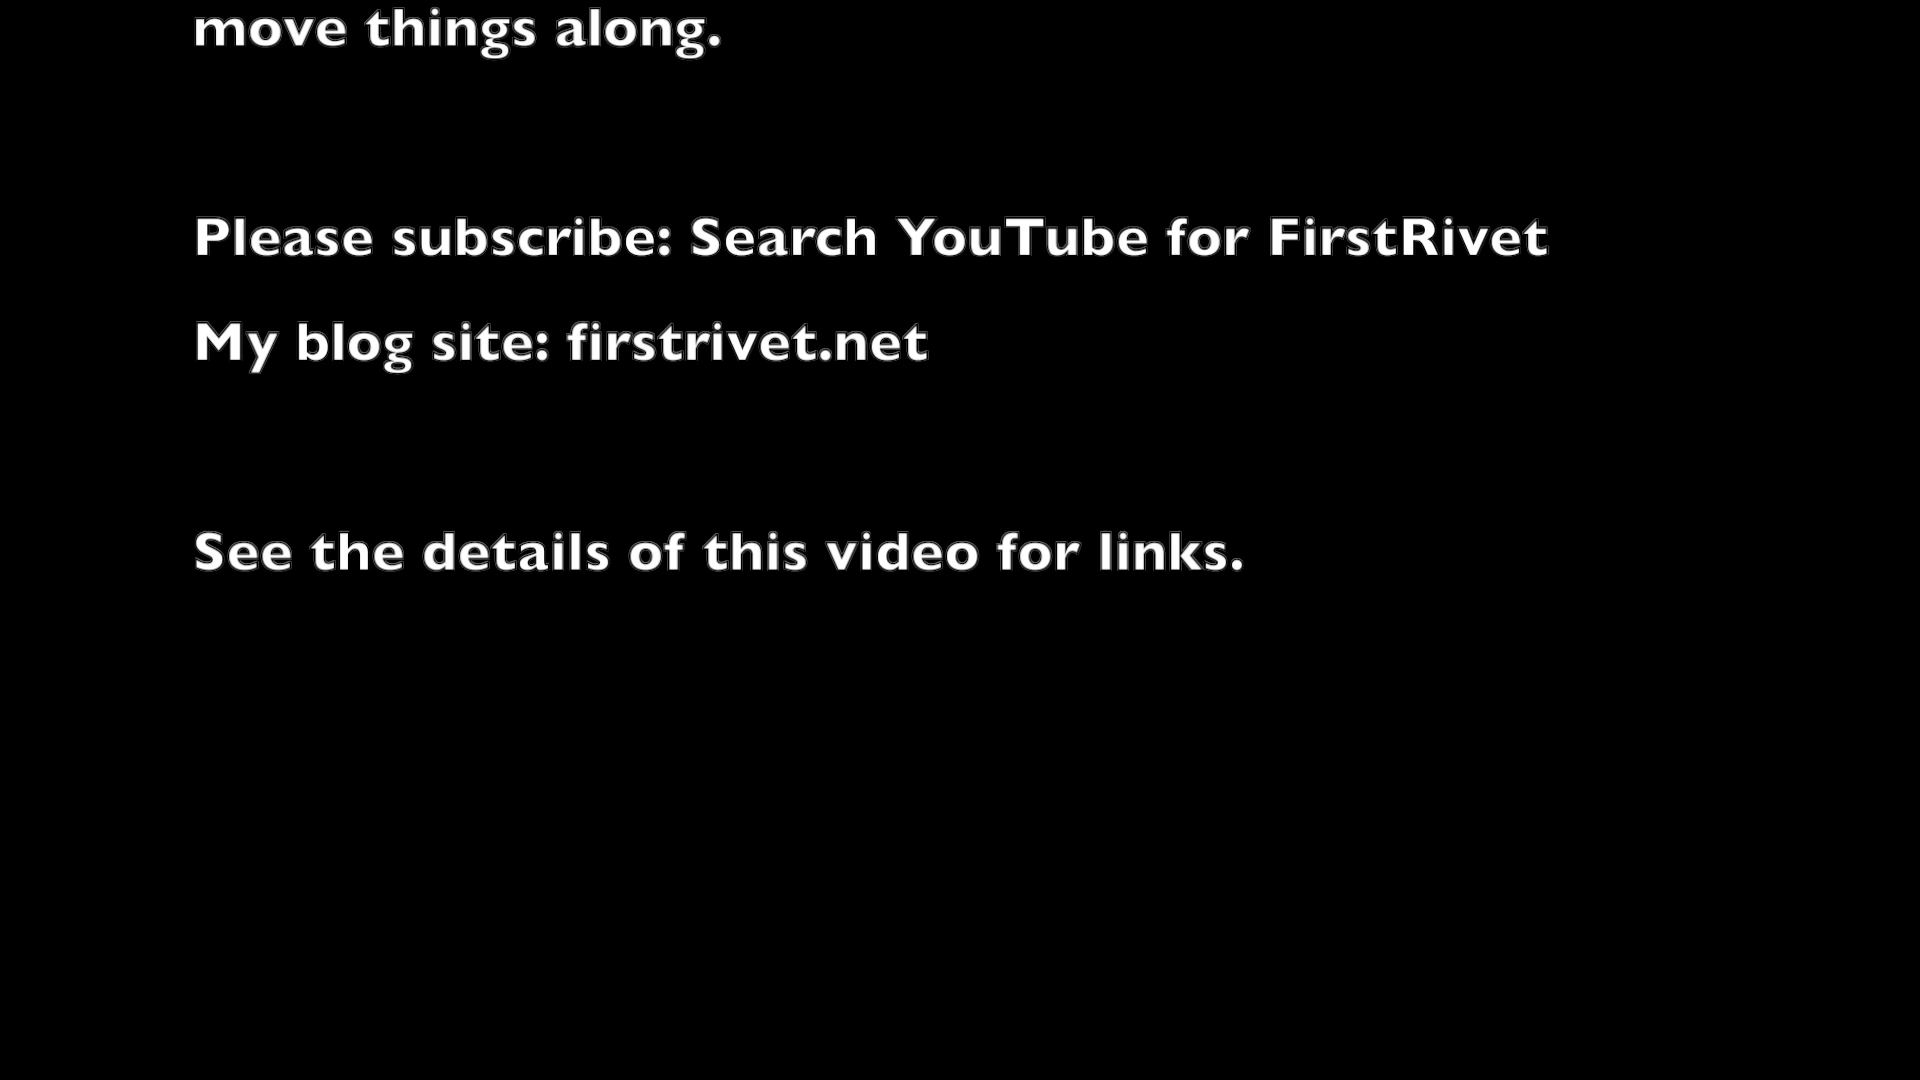 move things along.
Please subscribe: Search YouTube for FirstRivet
My blog site: firstrivet.net
See the details of this video for links.